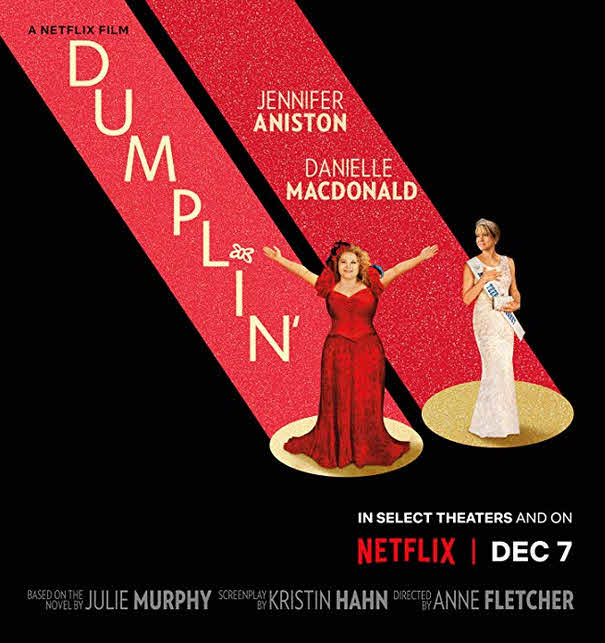 A NETFLIX FILM
DUMPLIN'
JENNIFER
ANISTON
DANIELLE
MACDONALD
IN SELECT THEATERS AND ON
NETFLIX | DEC 7
BASED ON THE NOVEL BY JULIE MURPHY SCREENPLAY BY KRISTIN HAHN DIRECTED BY ANNE FLETCHER